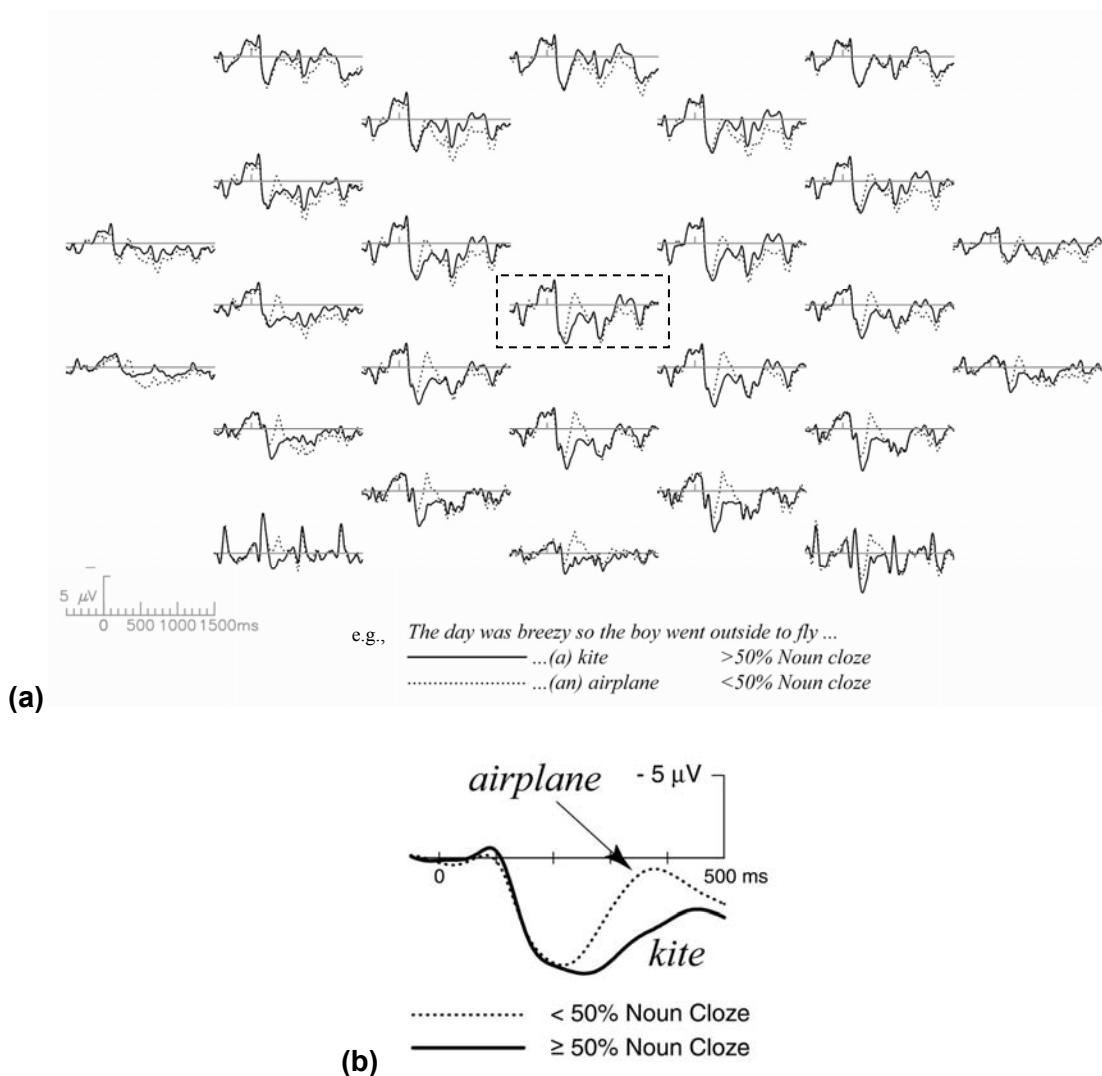 5 μV
0 500 1000 1500ms
e.g., The day was breezy so the boy went outside to fly ...
...(a) kite >50% Noun cloze
...(an) airplane <50% Noun cloze
(a)
airplane - 5 μV
0 500 ms
kite
< 50% Noun Cloze
≥ 50% Noun Cloze
(b)